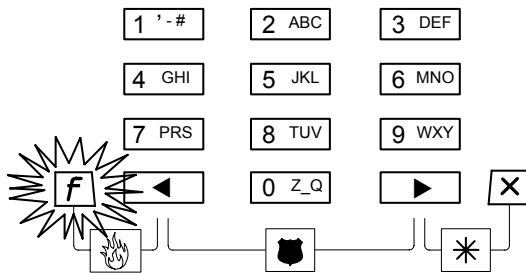 1 ' - # 2 ABC 3 DEF
4 GHI 5 JKL 6 MNO
7 PRS 8 TUV 9 WXY
f ◀ 0 Z_Q ▶ X
*